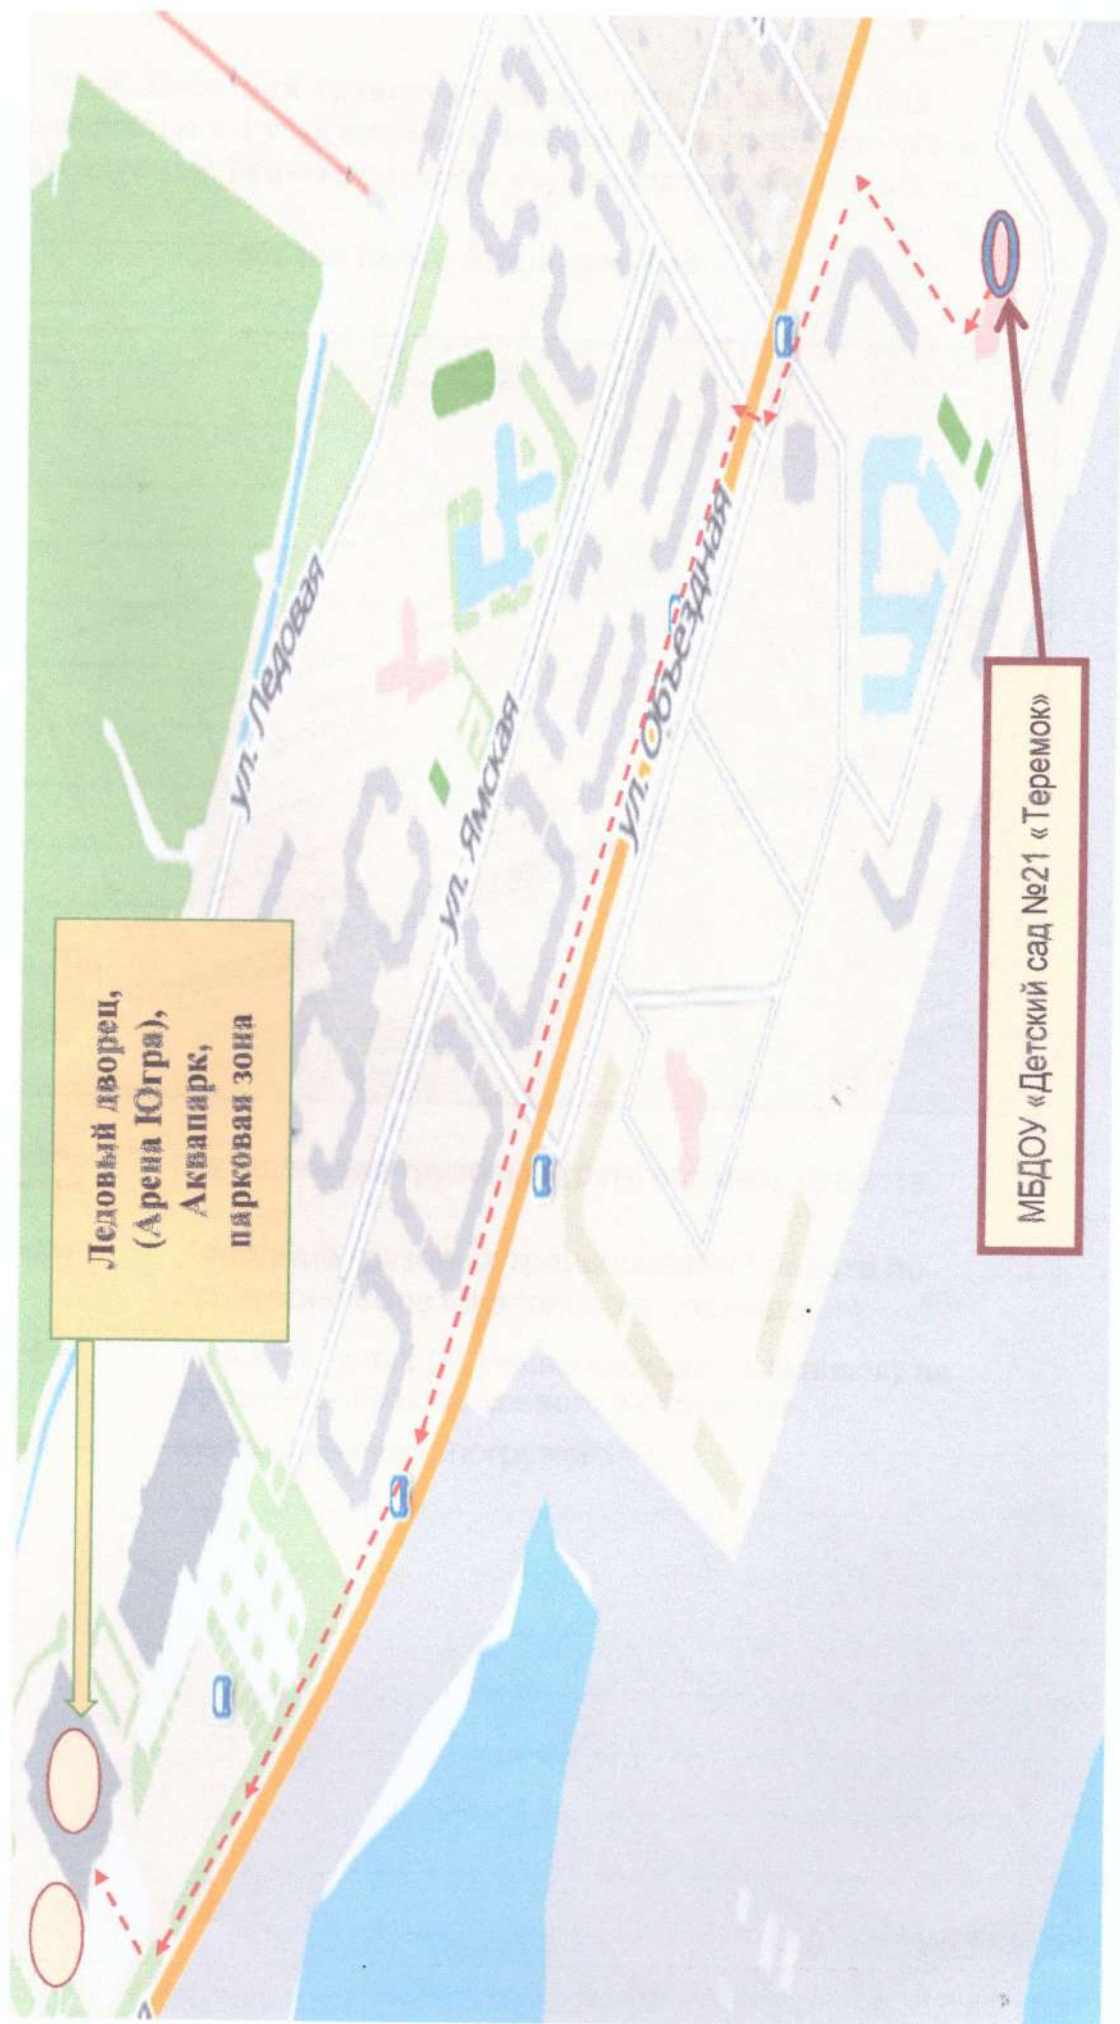 Ледовый дворец,
(Арена Югра),
Аквапарк,
парковая зона
ул. Ледовая
ул. Ямская
ул. Объездная
МБДОУ «Детский сад №21 «Теремок»